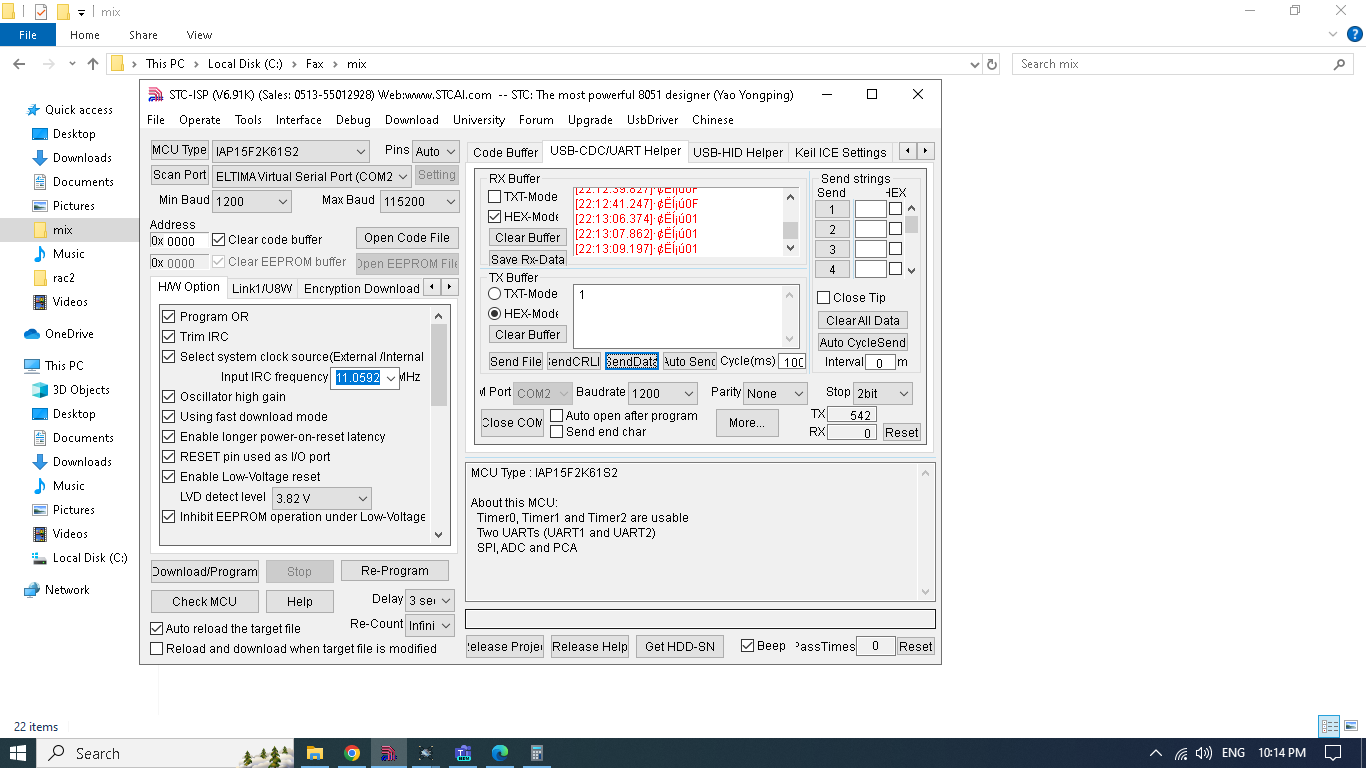 mix
File Home Share View
This PC Local Disk (C:) Fax mix
Search mix
Quick access
Desktop
Downloads
Documents
Pictures
mix
Music
rac2
Videos
OneDrive
This PC
3D Objects
Desktop
Documents
Downloads
Music
Pictures
Videos
Local Disk (C:)
Network
22 items
STC-ISP (V6.91K) (Sales: 0513-55012928) Web:www.STCAI.com -- STC: The most powerful 8051 designer (Yao Yongping)
File Operate Tools Interface Debug Download University Forum Upgrade UsbDriver Chinese
MCU Type IAP15F2K61S2 Pins Auto
Scan Port ELTIMA Virtual Serial Port (COM2 Setting
Min Baud 1200 Max Baud 115200
Address
0x 0000 Clear code buffer Open Code File
0x 0000 Clear EEPROM buffer Open EEPROM File
H/W Option Link1/U8W Encryption Download
Program OR
Trim IRC
Select system clock source(External /Internal
Input IRC frequency 11.0592 MHz
Oscillator high gain
Using fast download mode
Enable longer power-on-reset latency
RESET pin used as I/O port
Enable Low-Voltage reset
LVD detect level 3.82 V
Inhibit EEPROM operation under Low-Voltage
Download/Program Stop Re-Program
Check MCU Help Delay 3 sec
Auto reload the target file Re-Count Infini
Reload and download when target file is modified
Code Buffer USB-CDC/UART Helper USB-HID Helper Keil ICE Settings
RX Buffer
TXT-Mode
HEX-Mode
Clear Buffer
Save Rx-Data
[22:12:39.827]·¢ËÍ¡ú0F
[22:12:41.247]·¢ËÍ¡ú0F
[22:13:06.374]·¢ËÍ¡ú01
[22:13:07.862]·¢ËÍ¡ú01
[22:13:09.197]·¢ËÍ¡ú01
Send strings
Send HEX
1
2
3
4
TX Buffer
TXT-Mode
HEX-Mode
Clear Buffer
1
Close Tip
Clear All Data
Auto CycleSend
Interval 0 m
Send File SendCRLF SendData Auto Send Cycle(ms) 100
M Port COM2 Baudrate 1200 Parity None Stop 2bit
Close COM Auto open after program More... TX 542
Send end char RX 0 Reset
MCU Type : IAP15F2K61S2
About this MCU:
Timer0, Timer1 and Timer2 are usable
Two UARTs (UART1 and UART2)
SPI, ADC and PCA
elease Projec Release Help Get HDD-SN Beep PassTimes 0 Reset
Search
ENG 10:14 PM